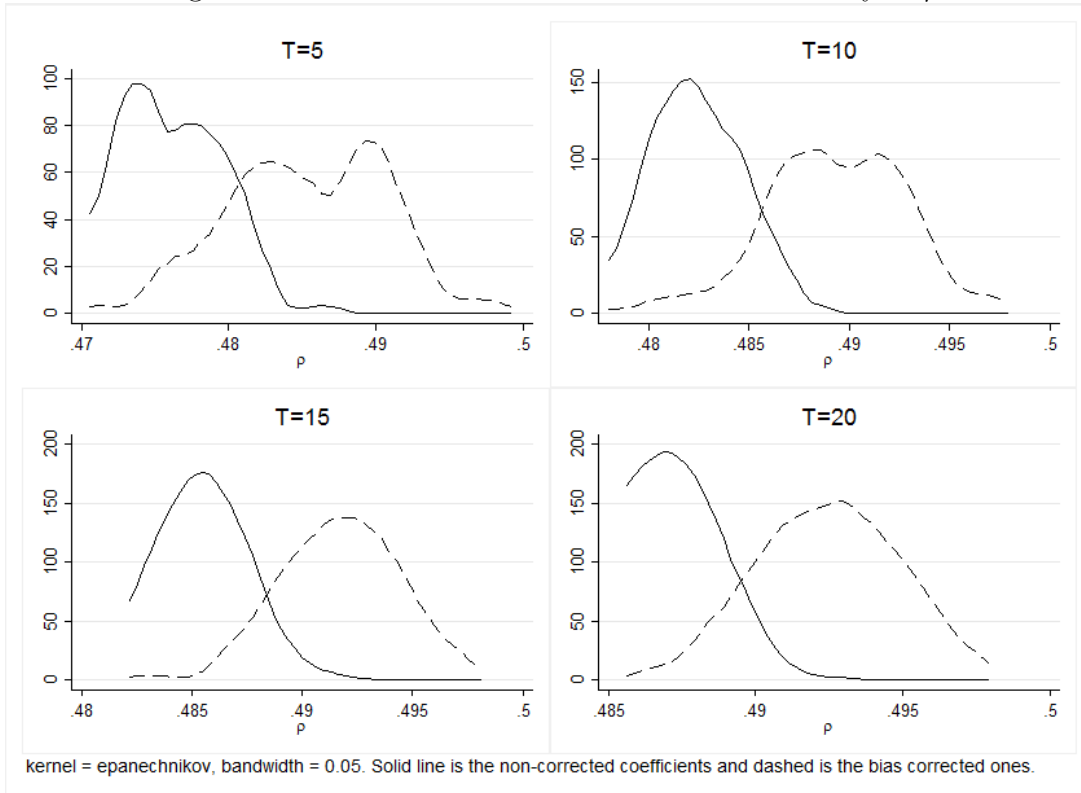 T=5
100
80
60
40
20
0
.47 .48 .49 .5
ρ
T=10
150
100
50
0
.48 .485 .49 .495 .5
ρ
T=15
200
150
100
50
0
.48 .485 .49 .495 .5
ρ
T=20
200
150
100
50
0
.485 .49 .495 .5
ρ
kernel = epanechnikov, bandwidth = 0.05. Solid line is the non-corrected coefficients and dashed is the bias corrected ones.